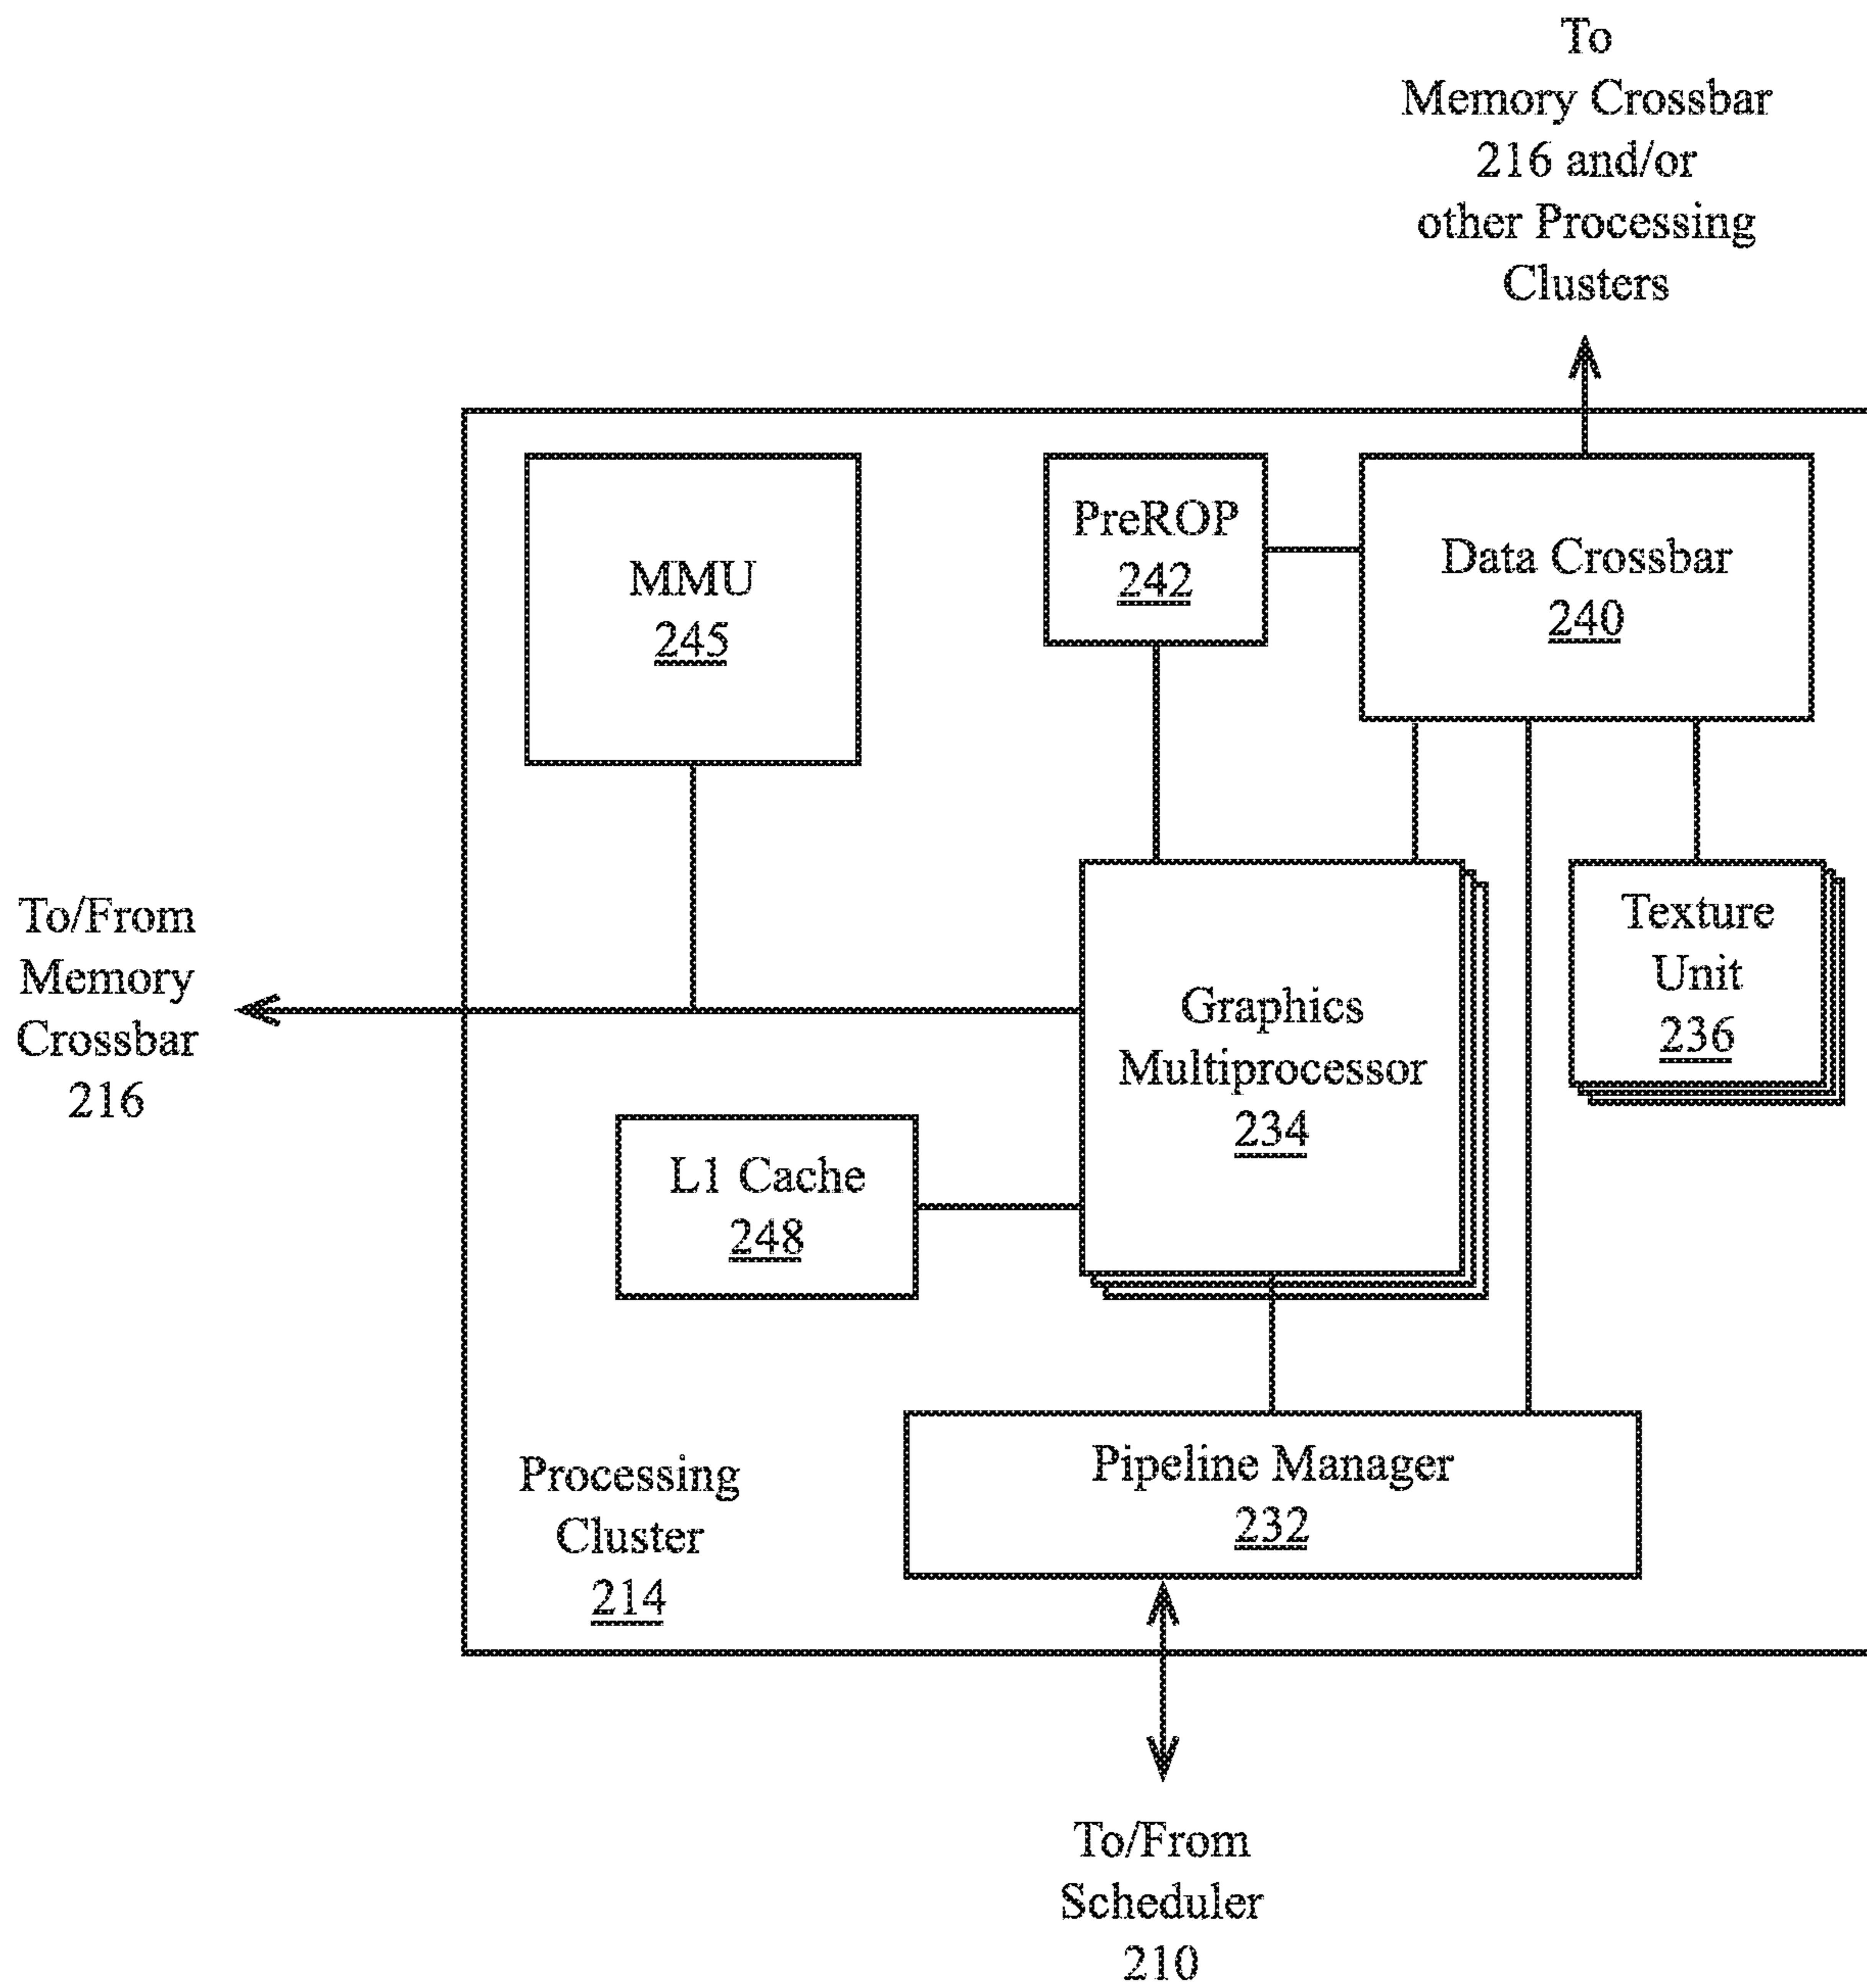 To
Memory Crossbar
216 and/or
other Processing
Clusters
MMU
245
PreROP
242
Data Crossbar
240
To/From
Memory
Crossbar
216
Graphics
Multiprocessor
234
Texture
Unit
236
L1 Cache
248
Processing
Cluster
214
Pipeline Manager
232
To/From
Scheduler
210